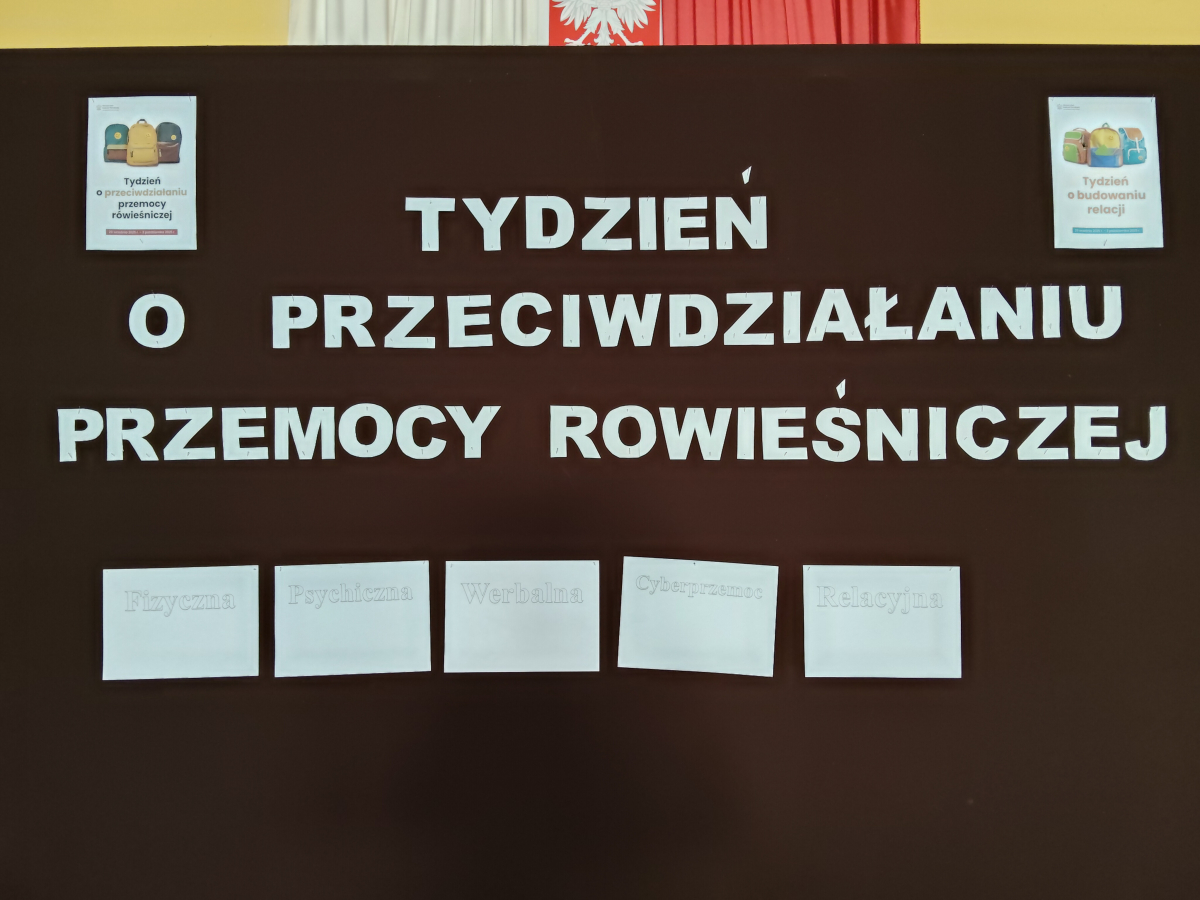 Tydzień
o przeciwdziałaniu
przemocy
rówieśniczej
Tydzień
o budowaniu
relacji
TYDZIEŃ
O PRZECIWDZIAŁANIU
PRZEMOCY ROWIEŚNICZEJ
Fizyczna
Psychiczna
Werbalna
Cyberprzemoc
Relacyjna